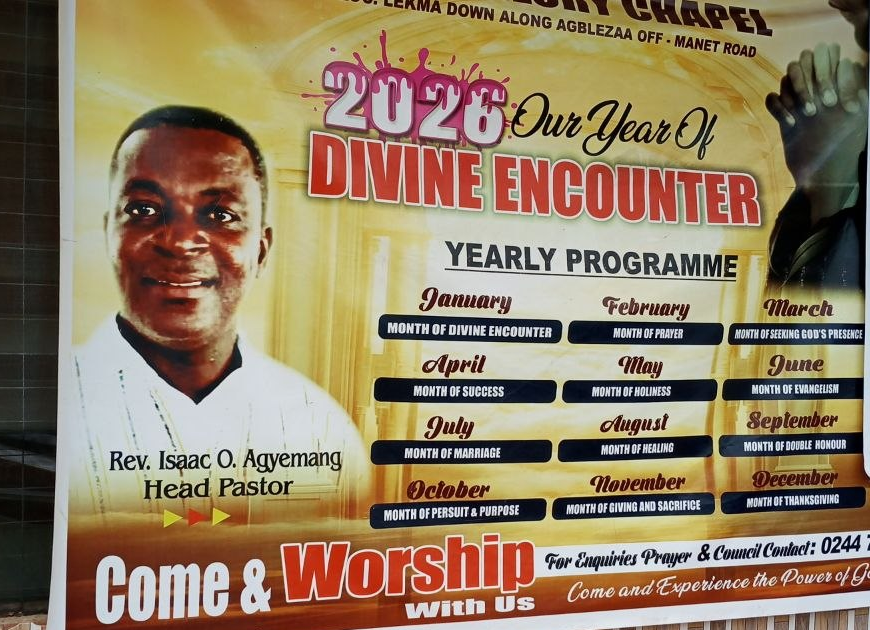 CHAPEL
LEKMA DOWN ALONG AGBLEZAA OFF - MANET ROAD
2026 Our Year Of
DIVINE ENCOUNTER
YEARLY PROGRAMME
January February March
MONTH OF DIVINE ENCOUNTER MONTH OF PRAYER MONTH OF SEEKING GOD'S PRESENCE
April May June
MONTH OF SUCCESS MONTH OF HOLINESS MONTH OF EVANGELISM
July August September
MONTH OF MARRIAGE MONTH OF HEALING MONTH OF DOUBLE HONOUR
October November December
MONTH OF PERSUIT & PURPOSE MONTH OF GIVING AND SACRIFICE MONTH OF THANKSGIVING
Rev. Isaac O. Agyemang
Head Pastor
Come & Worship
With Us
For Enquiries Prayer & Council Contact: 0244 7
Come and Experience the Power of